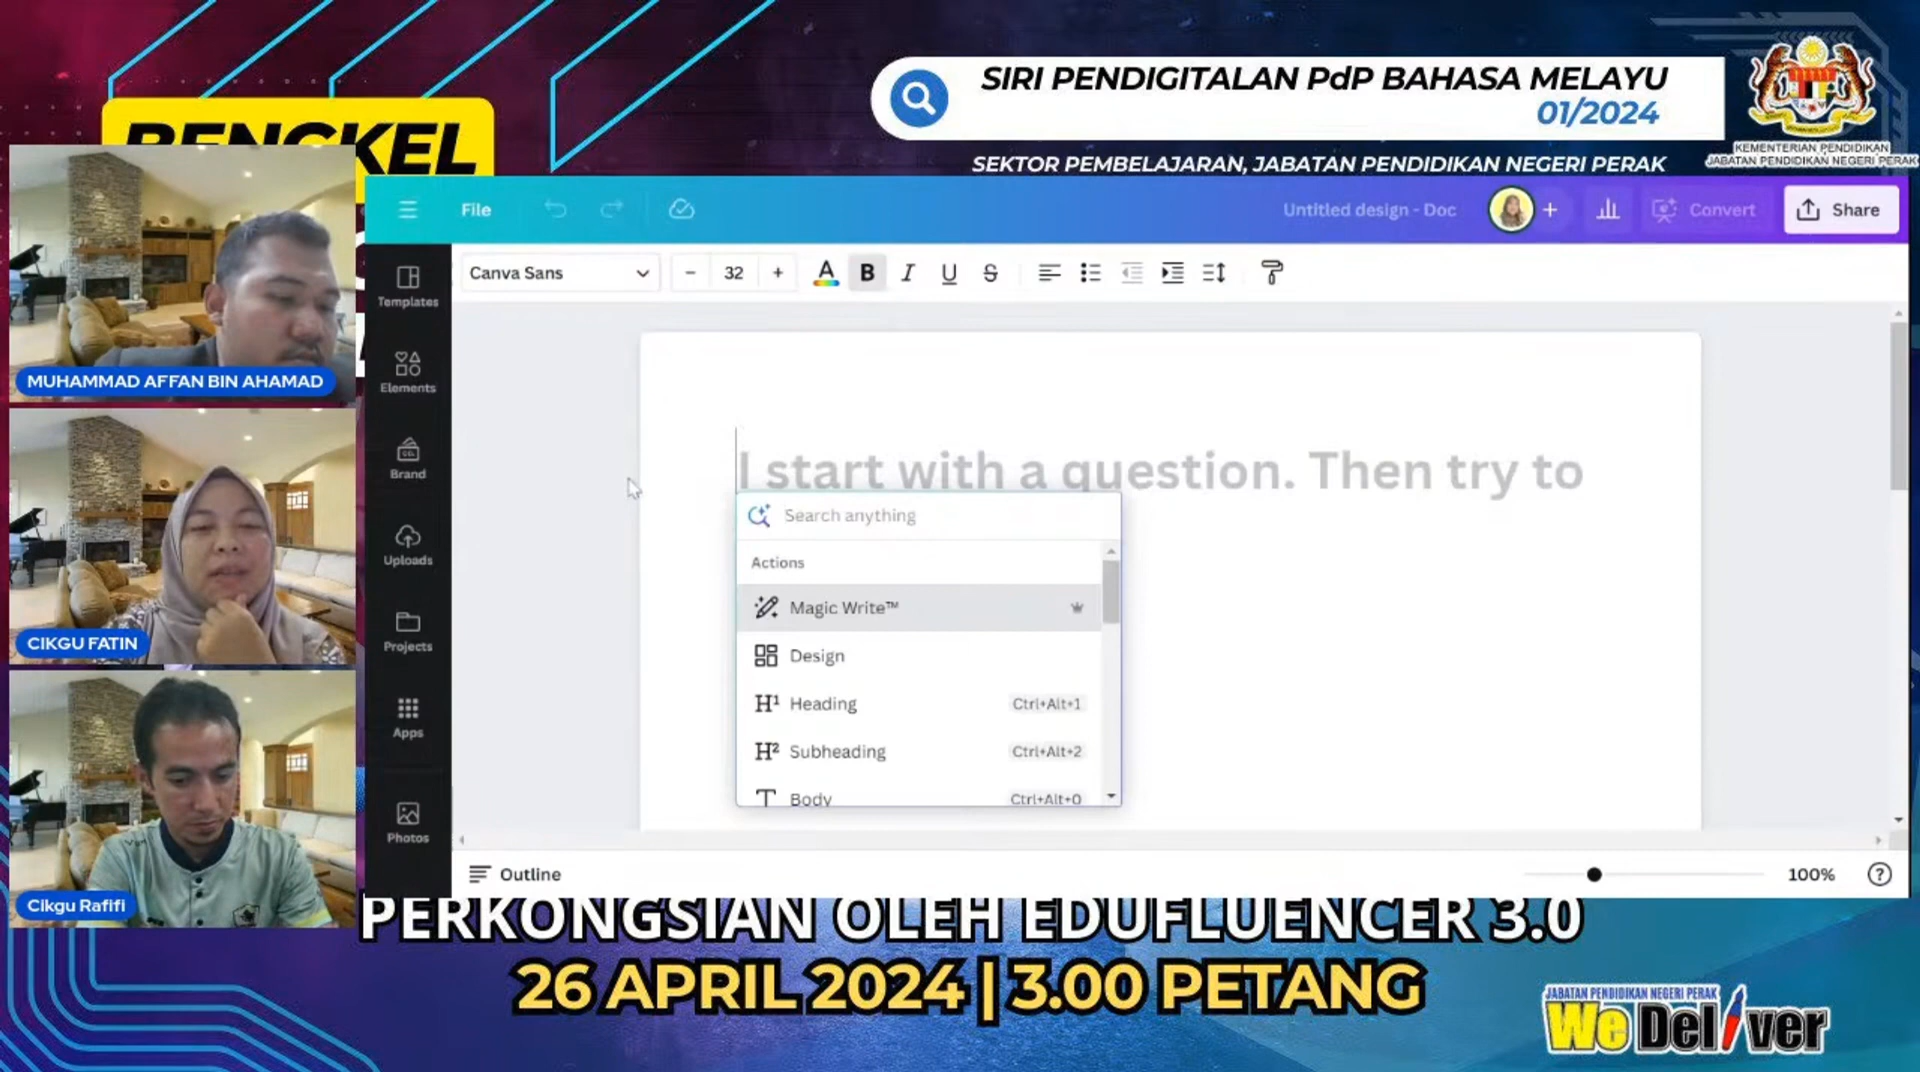 BENGKEL
SIRI PENDIGITALAN PdP BAHASA MELAYU
01/2024
SEKTOR PEMBELAJARAN, JABATAN PENDIDIKAN NEGERI PERAK
KEMENTERIAN PENDIDIKAN
JABATAN PENDIDIKAN NEGERI PERAK
MUHAMMAD AFFAN BIN AHAMAD
CIKGU FATIN
Cikgu Rafifi
File
Untitled design - Doc
+
Convert
Share
Canva Sans
− 32 +
A B I U S
Templates
Elements
Brand
Uploads
Projects
Apps
Photos
I start with a question. Then try to
Search anything
Actions
Magic Write™
Design
H1 Heading Ctrl+Alt+1
H2 Subheading Ctrl+Alt+2
T Body Ctrl+Alt+0
Outline
100%
?
PERKONGSIAN OLEH EDUFLUENCER 3.0
26 APRIL 2024 | 3.00 PETANG
JABATAN PENDIDIKAN NEGERI PERAK
We Deliver